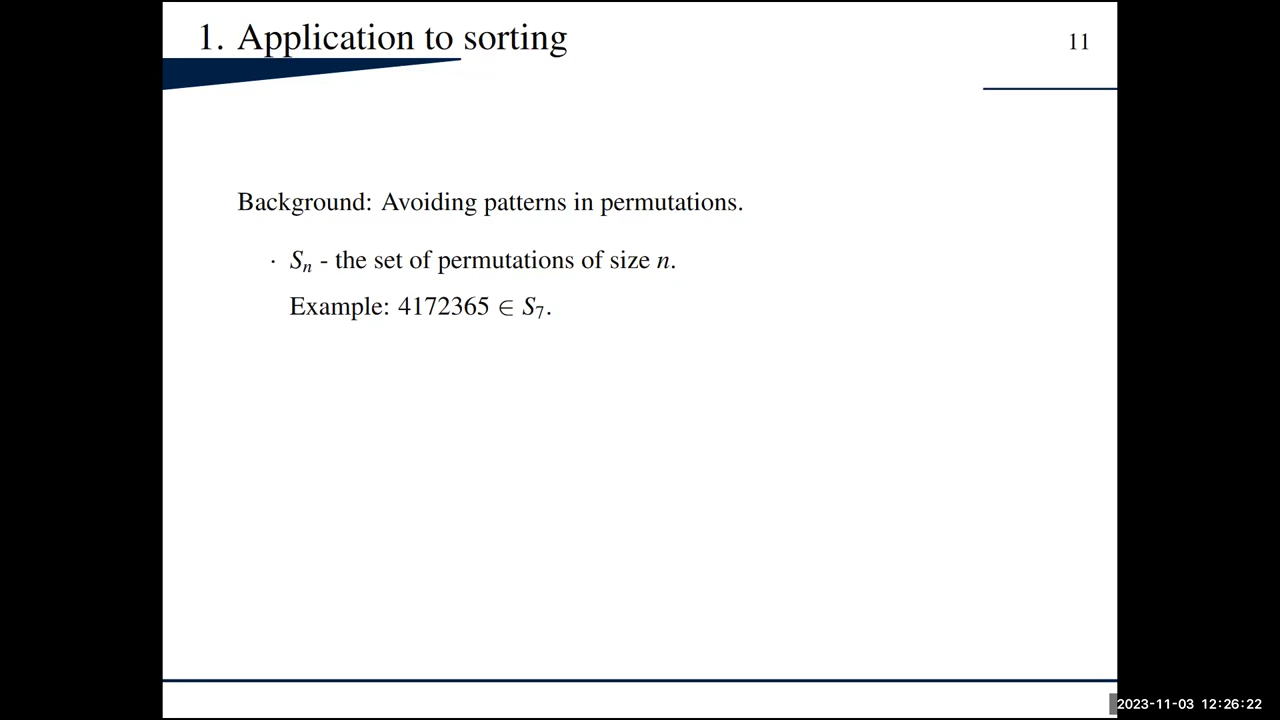 1. Application to sorting
11
Background: Avoiding patterns in permutations.
· Sₙ - the set of permutations of size n.
Example: 4172365 ∈ S₇.
2023-11-03 12:26:22